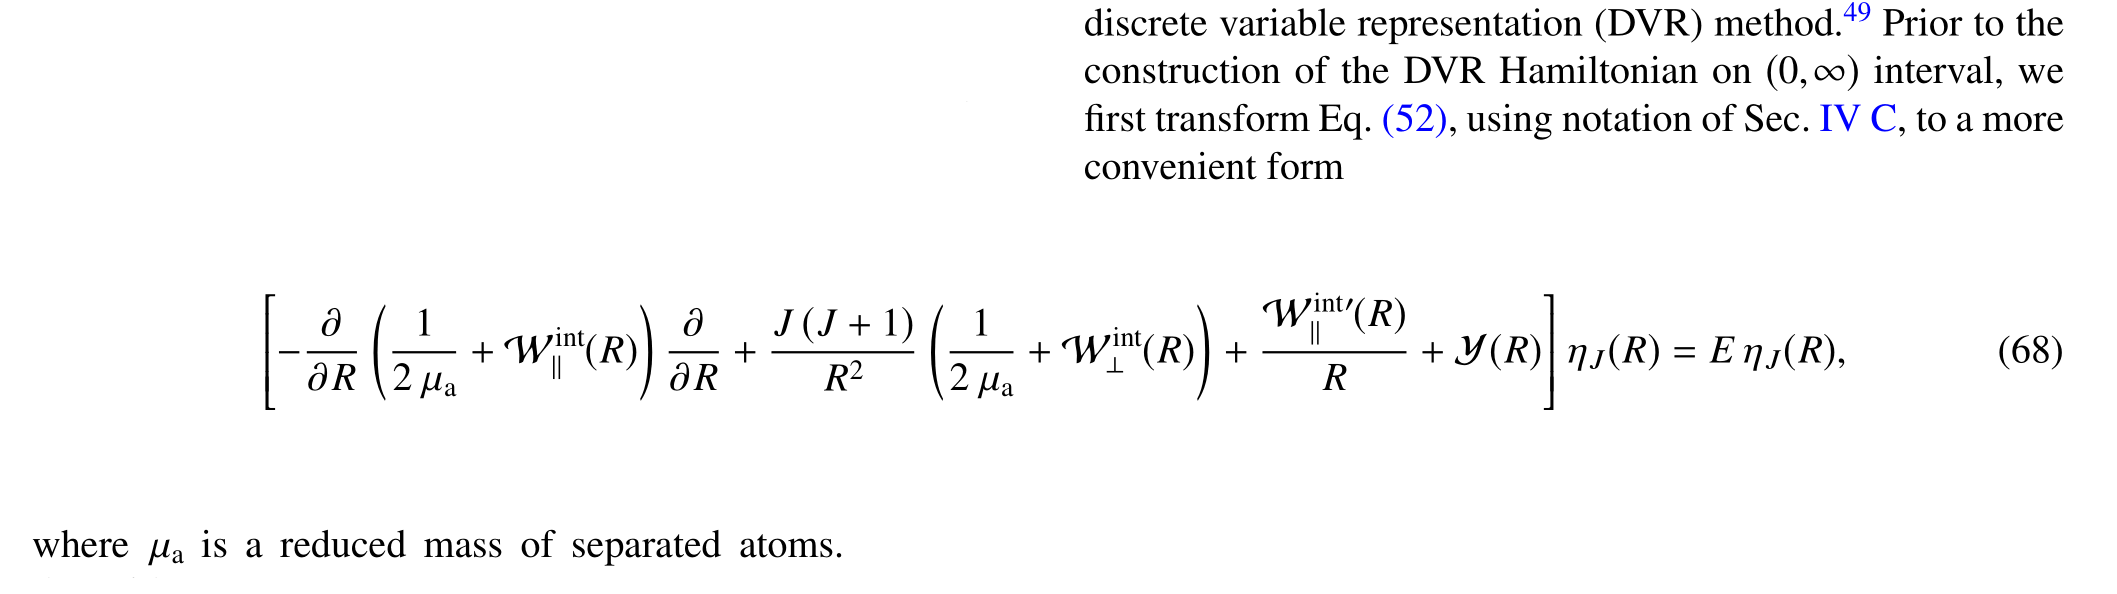 discrete variable representation (DVR) method.⁴⁹ Prior to the
construction of the DVR Hamiltonian on (0,∞) interval, we
first transform Eq. (52), using notation of Sec. IV C, to a more
convenient form
\left[ -\frac{\partial}{\partial R} \left( \frac{1}{2\,\mu_{\mathrm{a}}} + \mathcal{W}_{\parallel}^{\mathrm{int}}(R) \right) \frac{\partial}{\partial R} + \frac{J\,(J+1)}{R^2} \left( \frac{1}{2\,\mu_{\mathrm{a}}} + \mathcal{W}_{\perp}^{\mathrm{int}}(R) \right) + \frac{\mathcal{W}_{\parallel}^{\mathrm{int}\prime}(R)}{R} + \mathcal{Y}(R) \right] \eta_J(R) = E\,\eta_J(R), (68)
where μₐ is a reduced mass of separated atoms.